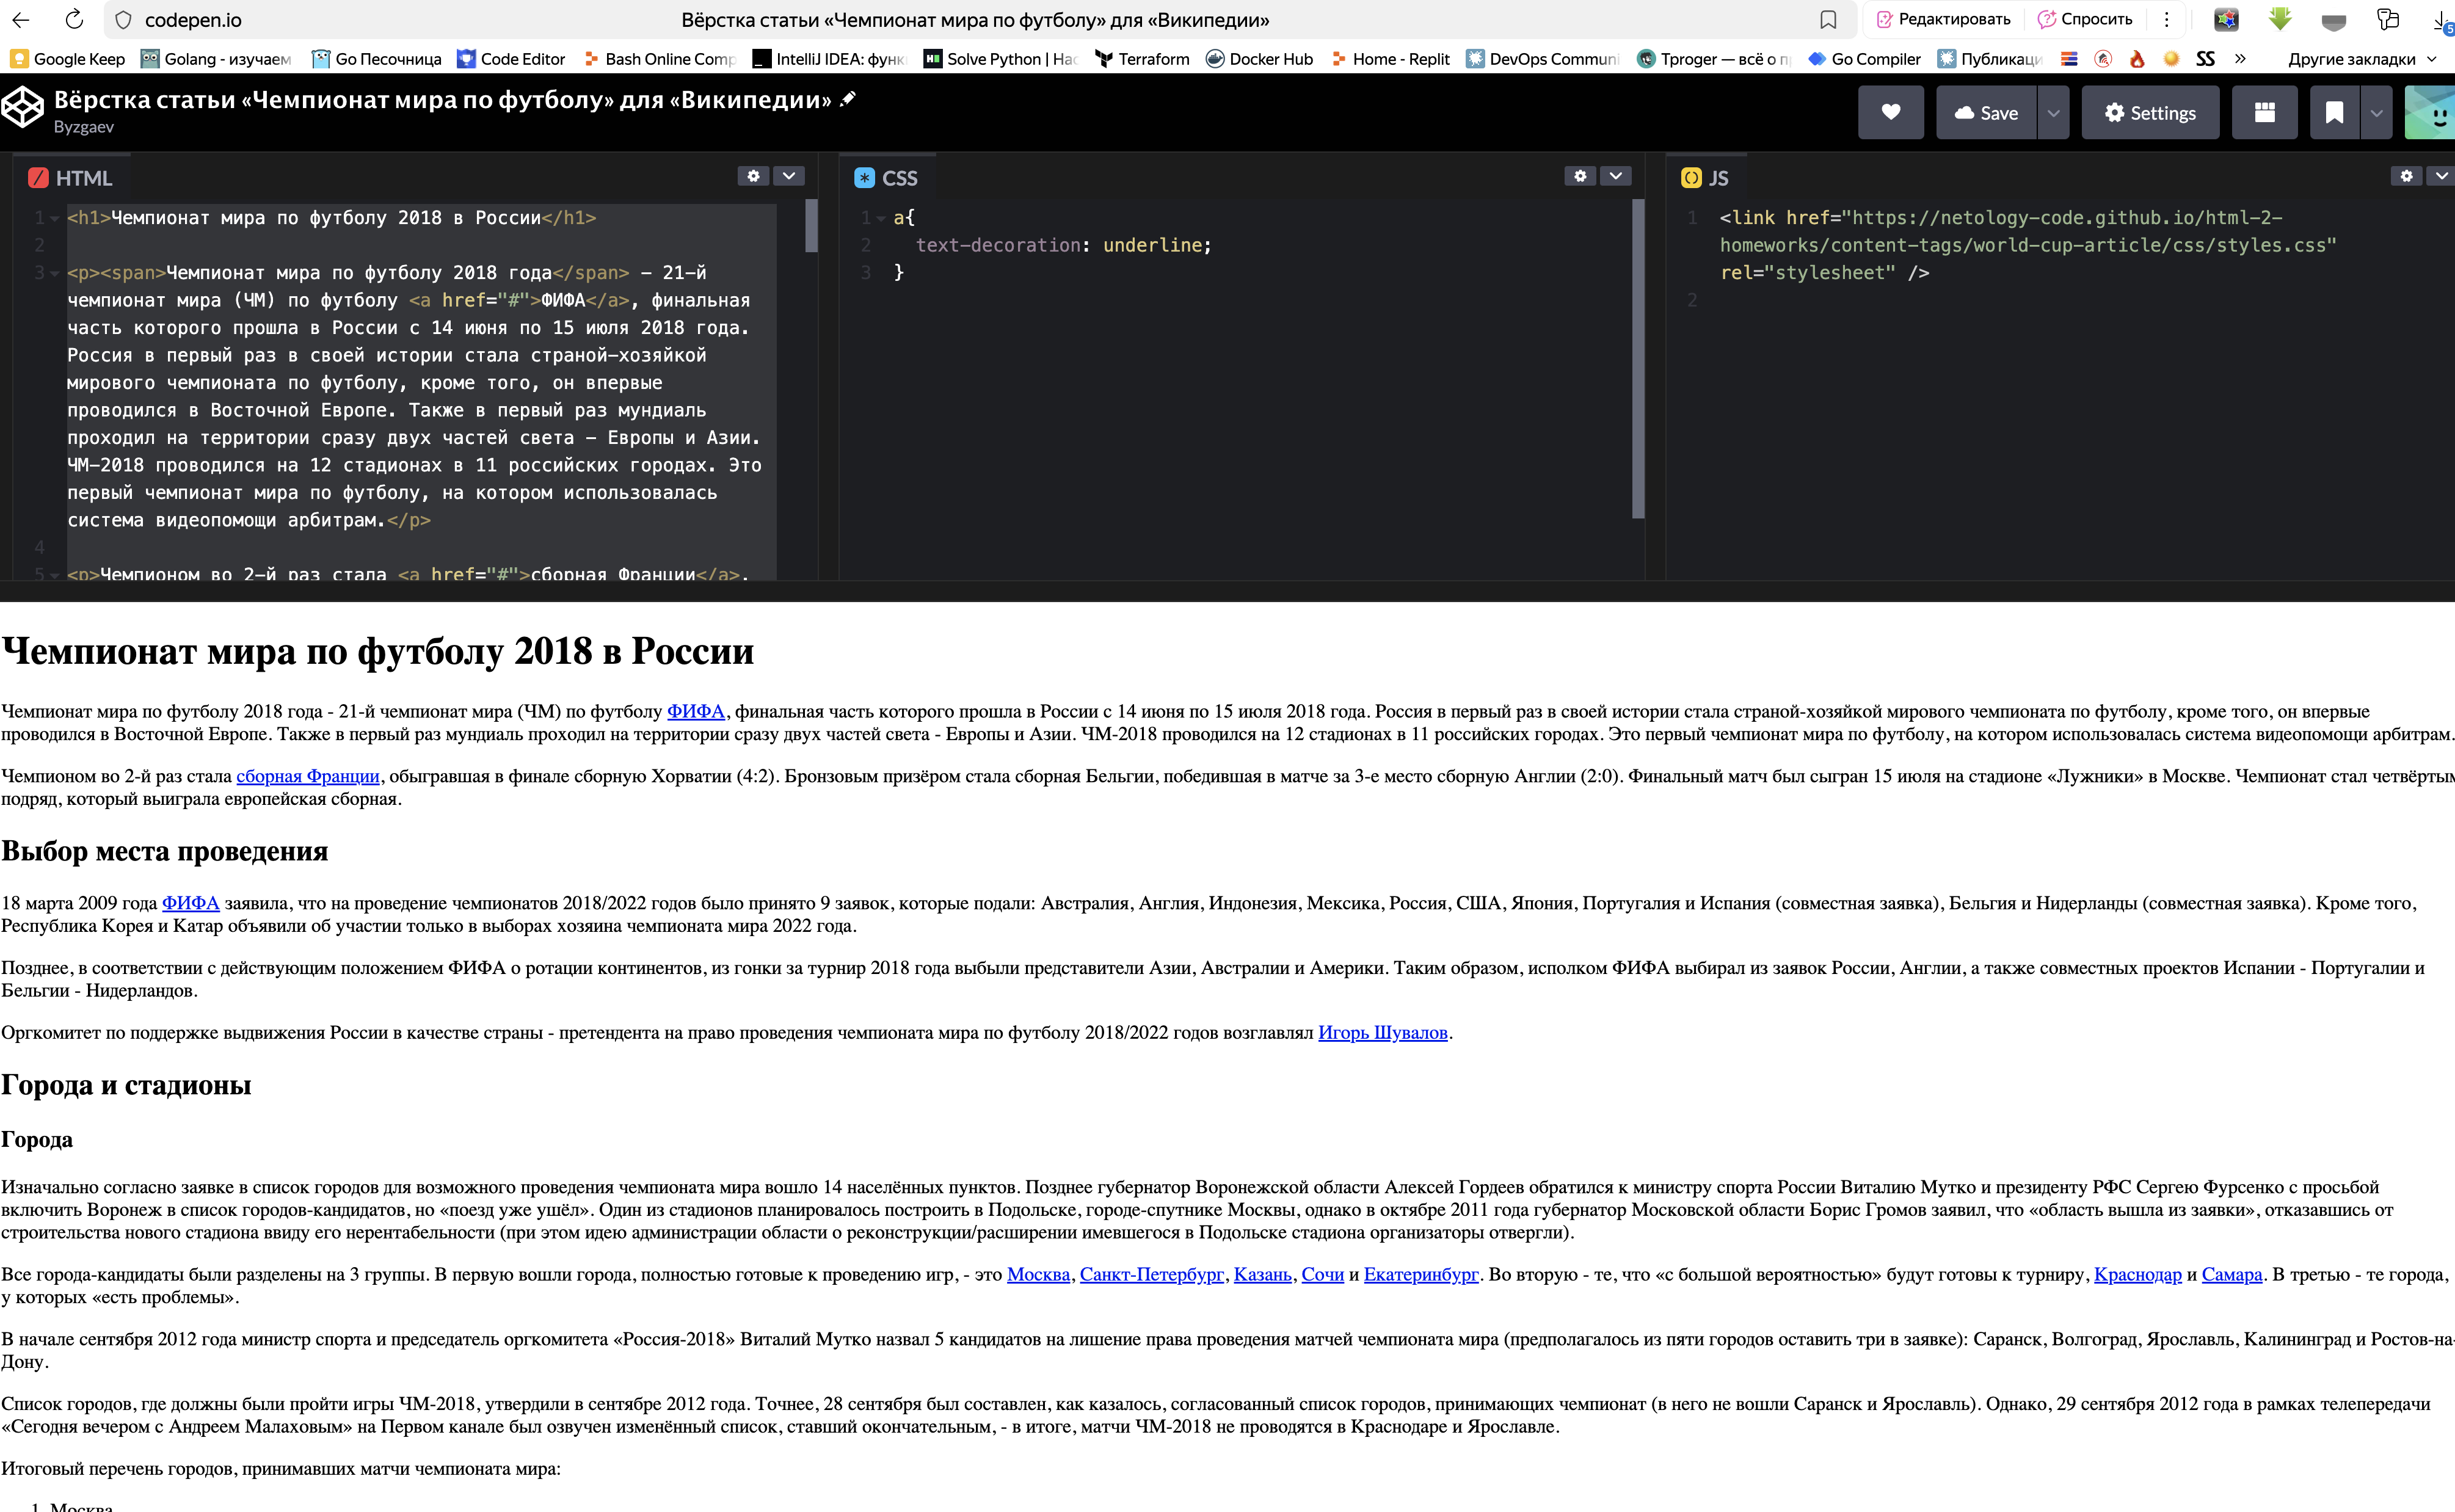 codepen.io
Вёрстка статьи «Чемпионат мира по футболу» для «Википедии»
Редактировать
Спросить
5
Google Keep
Golang - изучаем
Go Песочница
Code Editor
Bash Online Comp
IntelliJ IDEA: функ
Solve Python | Hac
Terraform
Docker Hub
Home - Replit
DevOps Communi
Tproger — всё о п
Go Compiler
Публикаци
SS
»
Другие закладки
Вёрстка статьи «Чемпионат мира по футболу» для «Википедии»
Byzgaev
Save
Settings
HTML
1 <h1>Чемпионат мира по футболу 2018 в России</h1>
2
3 <p><span>Чемпионат мира по футболу 2018 года</span> - 21-й
чемпионат мира (ЧМ) по футболу <a href="#">ФИФА</a>, финальная
часть которого прошла в России с 14 июня по 15 июля 2018 года.
Россия в первый раз в своей истории стала страной-хозяйкой
мирового чемпионата по футболу, кроме того, он впервые
проводился в Восточной Европе. Также в первый раз мундиаль
проходил на территории сразу двух частей света - Европы и Азии.
ЧМ-2018 проводился на 12 стадионах в 11 российских городах. Это
первый чемпионат мира по футболу, на котором использовалась
система видеопомощи арбитрам.</p>
4
5 <p>Чемпионом во 2-й раз стала <a href="#">сборная Франции</a>,
CSS
1 a{
2 text-decoration: underline;
3 }
JS
1 <link href="https://netology-code.github.io/html-2-
homeworks/content-tags/world-cup-article/css/styles.css"
rel="stylesheet" />
2
Чемпионат мира по футболу 2018 в России
Чемпионат мира по футболу 2018 года - 21-й чемпионат мира (ЧМ) по футболу ФИФА, финальная часть которого прошла в России с 14 июня по 15 июля 2018 года. Россия в первый раз в своей истории стала страной-хозяйкой мирового чемпионата по футболу, кроме того, он впервые
проводился в Восточной Европе. Также в первый раз мундиаль проходил на территории сразу двух частей света - Европы и Азии. ЧМ-2018 проводился на 12 стадионах в 11 российских городах. Это первый чемпионат мира по футболу, на котором использовалась система видеопомощи арбитрам.
Чемпионом во 2-й раз стала сборная Франции, обыгравшая в финале сборную Хорватии (4:2). Бронзовым призёром стала сборная Бельгии, победившая в матче за 3-е место сборную Англии (2:0). Финальный матч был сыгран 15 июля на стадионе «Лужники» в Москве. Чемпионат стал четвёртым
подряд, который выиграла европейская сборная.
Выбор места проведения
18 марта 2009 года ФИФА заявила, что на проведение чемпионатов 2018/2022 годов было принято 9 заявок, которые подали: Австралия, Англия, Индонезия, Мексика, Россия, США, Япония, Португалия и Испания (совместная заявка), Бельгия и Нидерланды (совместная заявка). Кроме того,
Республика Корея и Катар объявили об участии только в выборах хозяина чемпионата мира 2022 года.
Позднее, в соответствии с действующим положением ФИФА о ротации континентов, из гонки за турнир 2018 года выбыли представители Азии, Австралии и Америки. Таким образом, исполком ФИФА выбирал из заявок России, Англии, а также совместных проектов Испании - Португалии и
Бельгии - Нидерландов.
Оргкомитет по поддержке выдвижения России в качестве страны - претендента на право проведения чемпионата мира по футболу 2018/2022 годов возглавлял Игорь Шувалов.
Города и стадионы
Города
Изначально согласно заявке в список городов для возможного проведения чемпионата мира вошло 14 населённых пунктов. Позднее губернатор Воронежской области Алексей Гордеев обратился к министру спорта России Виталию Мутко и президенту РФС Сергею Фурсенко с просьбой
включить Воронеж в список городов-кандидатов, но «поезд уже ушёл». Один из стадионов планировалось построить в Подольске, городе-спутнике Москвы, однако в октябре 2011 года губернатор Московской области Борис Громов заявил, что «область вышла из заявки», отказавшись от
строительства нового стадиона ввиду его нерентабельности (при этом идею администрации области о реконструкции/расширении имевшегося в Подольске стадиона организаторы отвергли).
Все города-кандидаты были разделены на 3 группы. В первую вошли города, полностью готовые к проведению игр, - это Москва, Санкт-Петербург, Казань, Сочи и Екатеринбург. Во вторую - те, что «с большой вероятностью» будут готовы к турниру, Краснодар и Самара. В третью - те города,
у которых «есть проблемы».
В начале сентября 2012 года министр спорта и председатель оргкомитета «Россия-2018» Виталий Мутко назвал 5 кандидатов на лишение права проведения матчей чемпионата мира (предполагалось из пяти городов оставить три в заявке): Саранск, Волгоград, Ярославль, Калининград и Ростов-на-
Дону.
Список городов, где должны были пройти игры ЧМ-2018, утвердили в сентябре 2012 года. Точнее, 28 сентября был составлен, как казалось, согласованный список городов, принимающих чемпионат (в него не вошли Саранск и Ярославль). Однако, 29 сентября 2012 года в рамках телепередачи
«Сегодня вечером с Андреем Малаховым» на Первом канале был озвучен изменённый список, ставший окончательным, - в итоге, матчи ЧМ-2018 не проводятся в Краснодаре и Ярославле.
Итоговый перечень городов, принимавших матчи чемпионата мира:
1. Москва